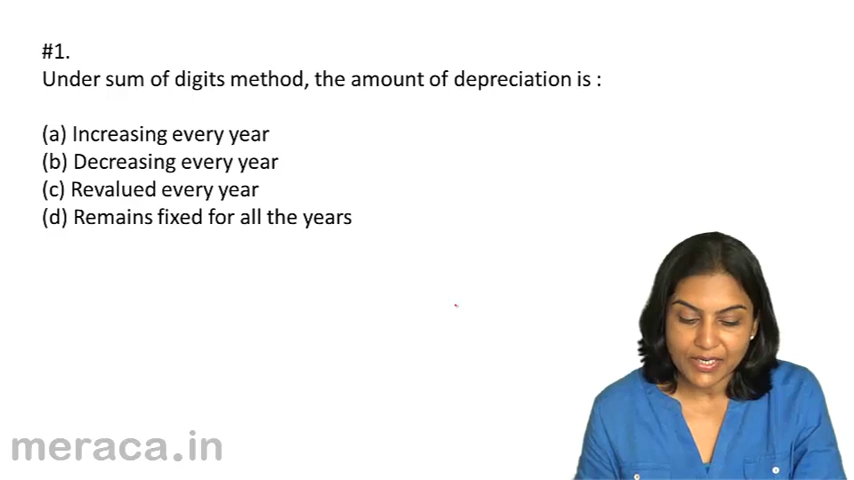 #1.
Under sum of digits method, the amount of depreciation is :
(a) Increasing every year
(b) Decreasing every year
(c) Revalued every year
(d) Remains fixed for all the years
meraca.in